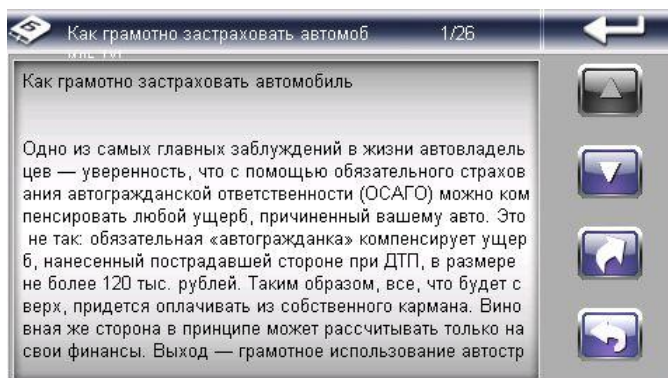 Как грамотно застраховать автомоб 1/26
Как грамотно застраховать автомобиль
Одно из самых главных заблуждений в жизни автовладель
цев — уверенность, что с помощью обязательного страхов
ания автогражданской ответственности (ОСАГО) можно ком
пенсировать любой ущерб, причиненный вашему авто. Это
не так: обязательная «автогражданка» компенсирует ущер
б, нанесенный пострадавшей стороне при ДТП, в размере
не более 120 тыс. рублей. Таким образом, все, что будет с
верх, придется оплачивать из собственного кармана. Вино
вная же сторона в принципе может рассчитывать только на
свои финансы. Выход — грамотное использование автостр